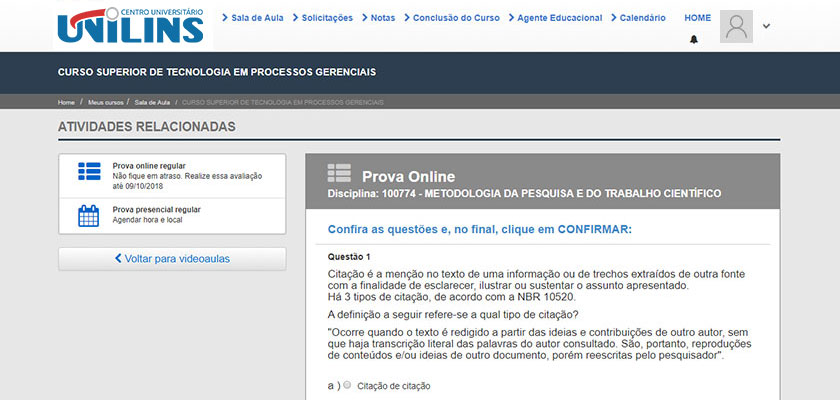 CENTRO UNIVERSITÁRIO
UNILINS
Sala de Aula Solicitações Notas Conclusão do Curso Agente Educacional Calendário HOME
CURSO SUPERIOR DE TECNOLOGIA EM PROCESSOS GERENCIAIS
Home / Meus cursos / Sala de Aula / CURSO SUPERIOR DE TECNOLOGIA EM PROCESSOS GERENCIAIS
ATIVIDADES RELACIONADAS
Prova online regular
Não fique em atraso. Realize essa avaliação
até 09/10/2018
Prova presencial regular
Agendar hora e local
Voltar para videoaulas
Prova Online
Disciplina: 100774 - METODOLOGIA DA PESQUISA E DO TRABALHO CIENTÍFICO
Confira as questões e, no final, clique em CONFIRMAR:
Questão 1
Citação é a menção no texto de uma informação ou de trechos extraídos de outra fonte
com a finalidade de esclarecer, ilustrar ou sustentar o assunto apresentado.
Há 3 tipos de citação, de acordo com a NBR 10520.
A definição a seguir refere-se a qual tipo de citação?
"Ocorre quando o texto é redigido a partir das ideias e contribuições de outro autor, sem
que haja transcrição literal das palavras do autor consultado. São, portanto, reproduções
de conteúdos e/ou ideias de outro documento, porém reescritas pelo pesquisador".
a ) Citação de citação